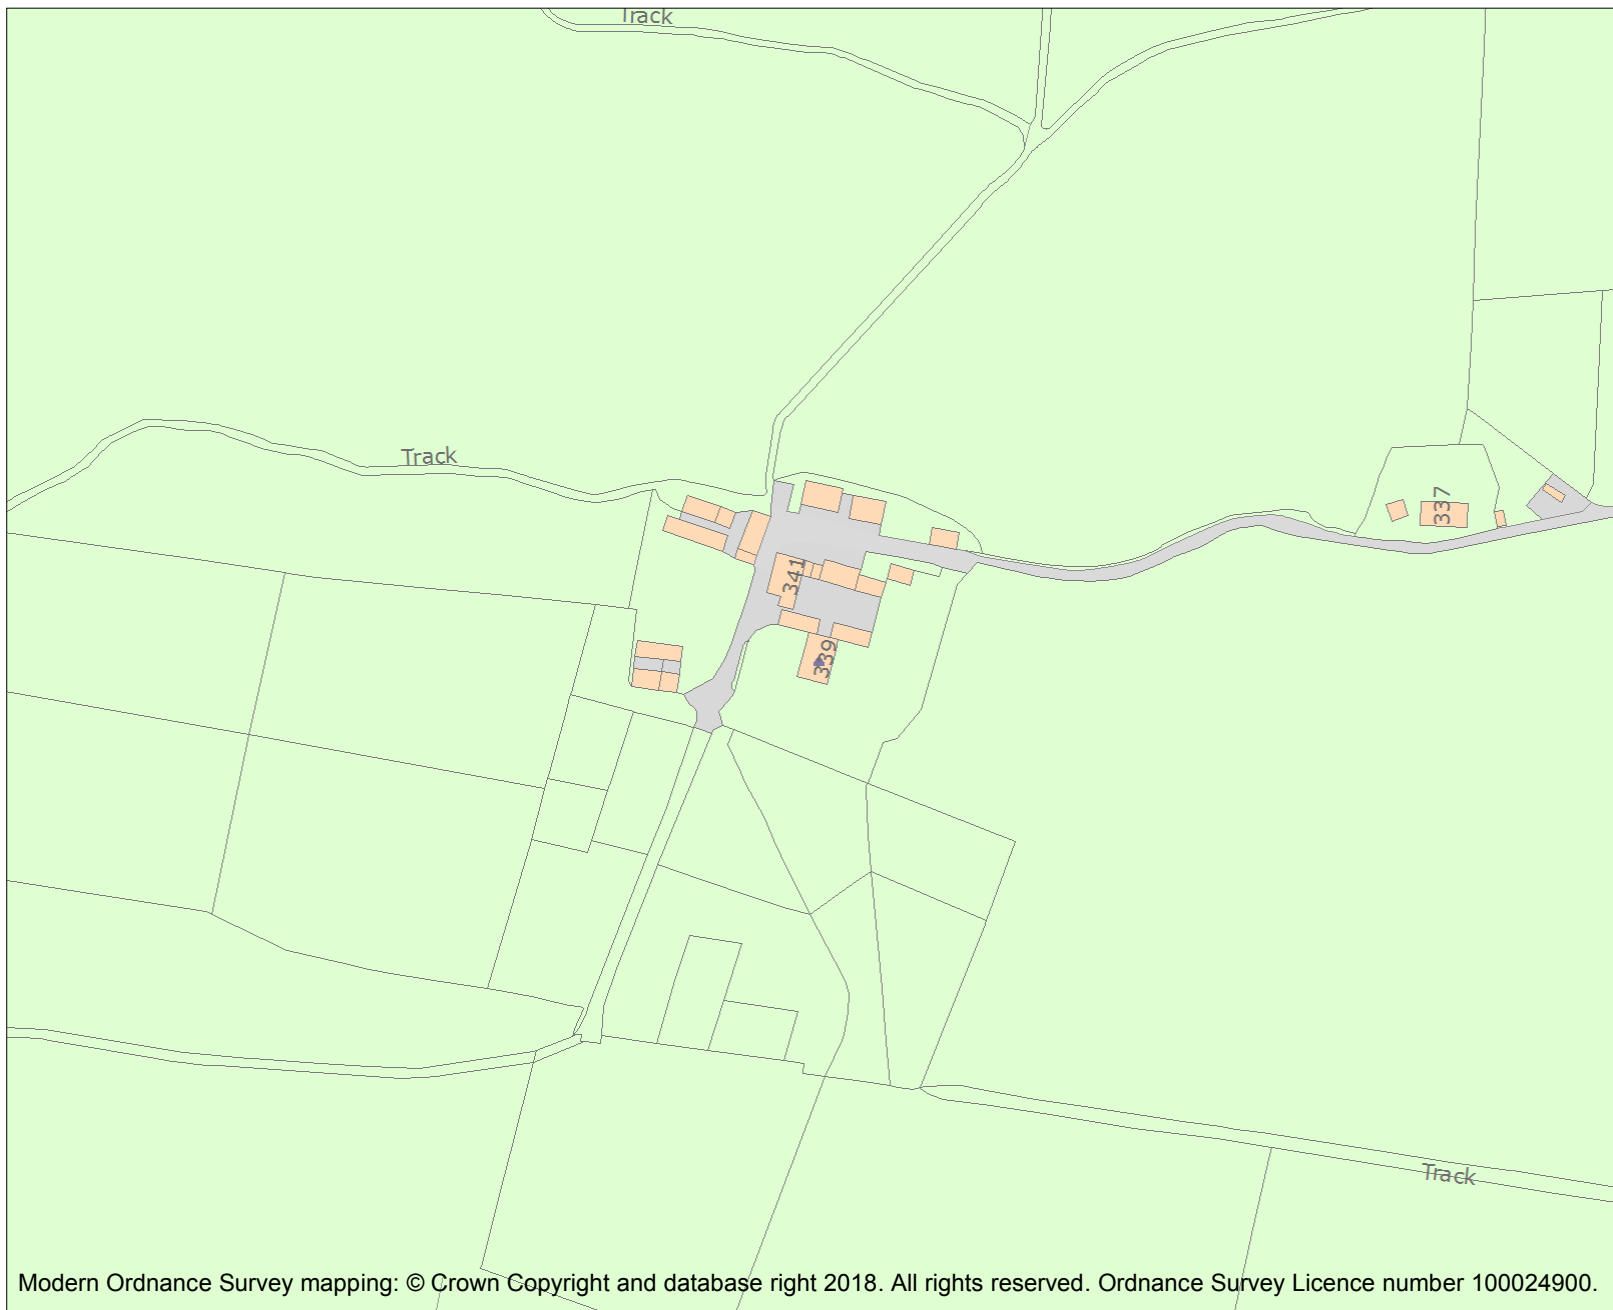 Track
Track
337
341
339
Track
Modern Ordnance Survey mapping: © Crown Copyright and database right 2018. All rights reserved. Ordnance Survey Licence number 100024900.